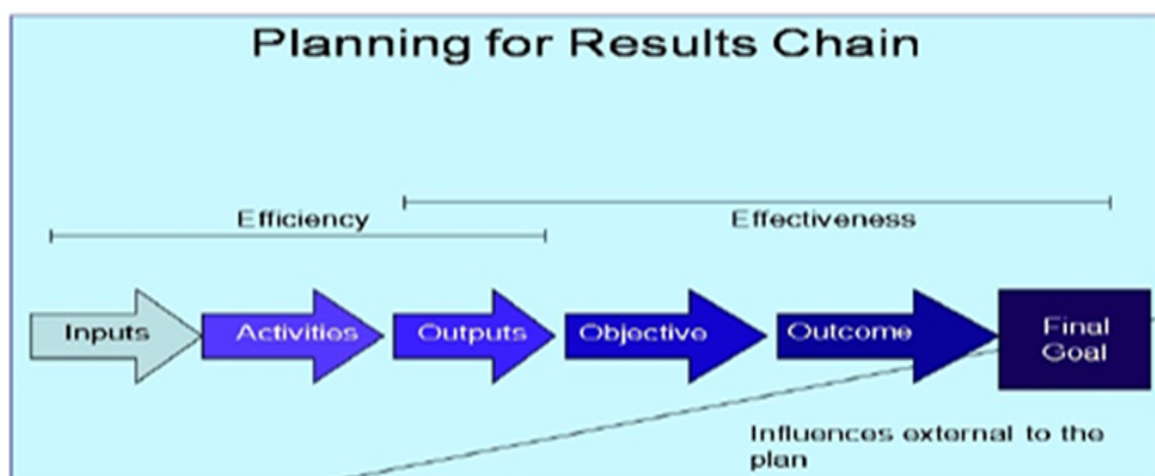 Planning for Results Chain
Efficiency
Effectiveness
Inputs
Activities
Outputs
Objective
Outcome
Final
Goal
Influences external to the
plan